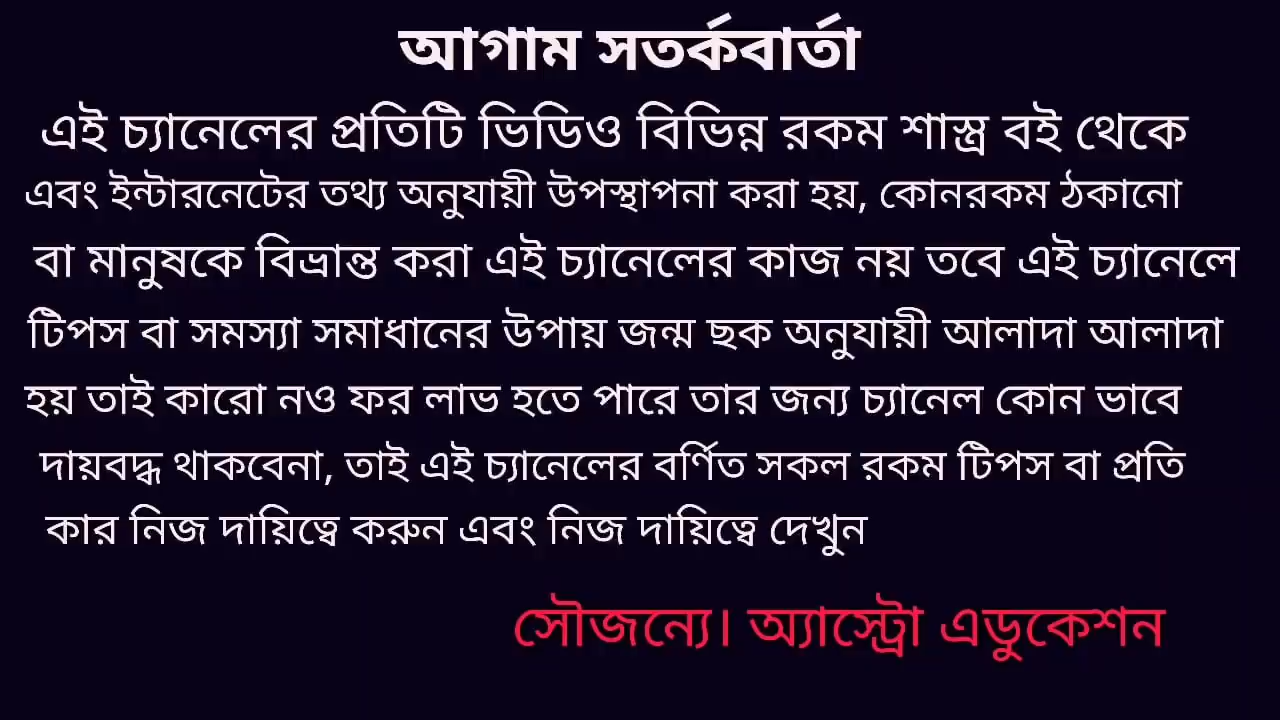 আগাম সতর্কবার্তা
এই চ্যানেলের প্রতিটি ভিডিও বিভিন্ন রকম শাস্ত্র বই থেকে
এবং ইন্টারনেটের তথ্য অনুযায়ী উপস্থাপনা করা হয়, কোনরকম ঠকানো
বা মানুষকে বিভ্রান্ত করা এই চ্যানেলের কাজ নয় তবে এই চ্যানেলে
টিপস বা সমস্যা সমাধানের উপায় জন্ম ছক অনুযায়ী আলাদা আলাদা
হয় তাই কারো নও ফর লাভ হতে পারে তার জন্য চ্যানেল কোন ভাবে
দায়বদ্ধ থাকবেনা, তাই এই চ্যানেলের বর্ণিত সকল রকম টিপস বা প্রতি
কার নিজ দায়িত্বে করুন এবং নিজ দায়িত্বে দেখুন
সৌজন্যে। অ্যাস্ট্রো এডুকেশন